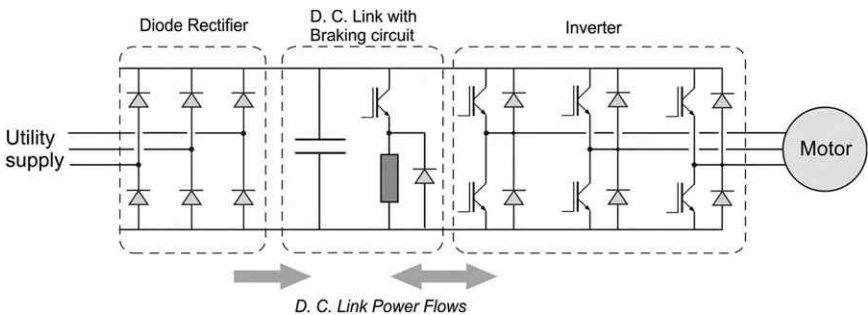 Diode Rectifier
D. C. Link with
Braking circuit
Inverter
Utility
supply
Motor
D. C. Link Power Flows